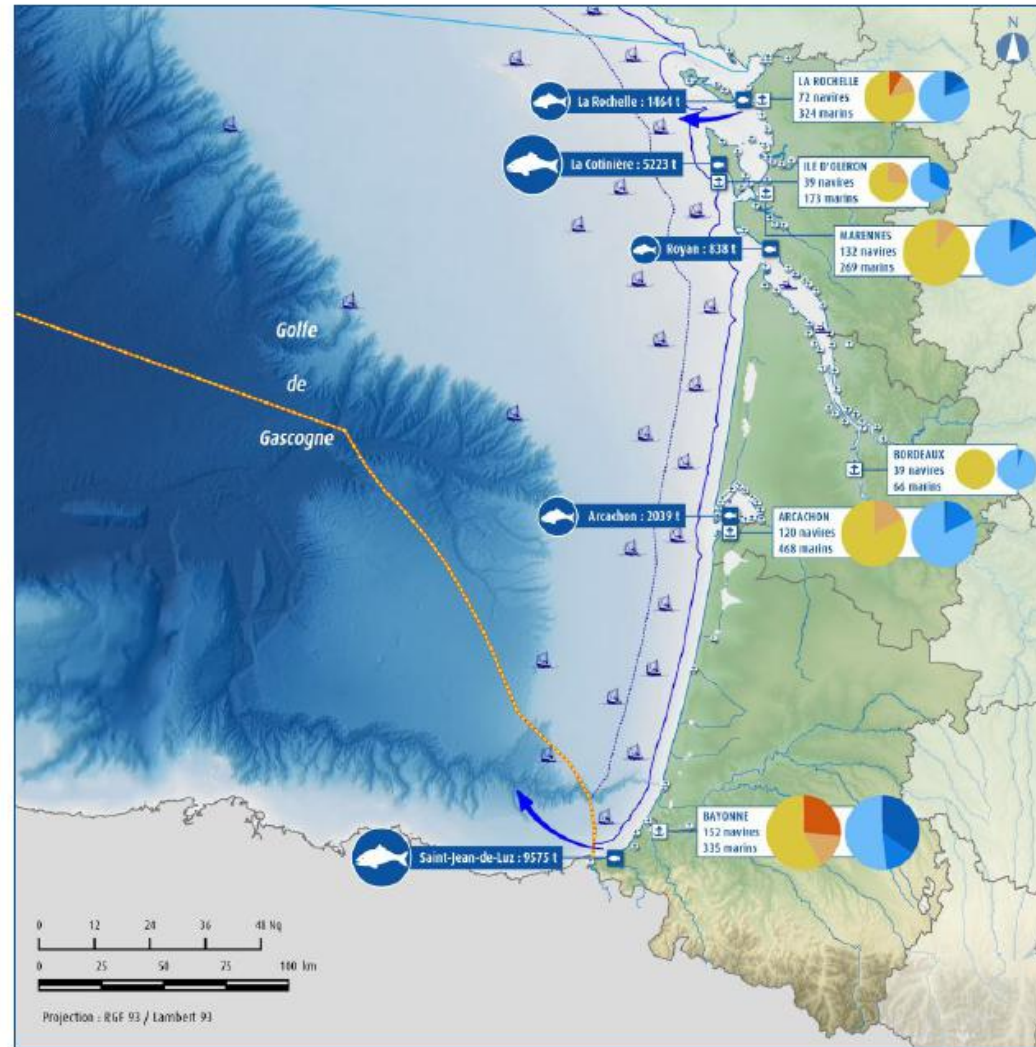 N
LA ROCHELLE
72 navires
324 marins
La Rochelle : 1464 t
La Cotinière : 5223 t
ILE D'OLERON
39 navires
173 marins
MARENNES
132 navires
269 marins
Royan : 838 t
Golfe
de
Gascogne
BORDEAUX
39 navires
66 marins
Arcachon : 2039 t
ARCACHON
120 navires
468 marins
BAYONNE
152 navires
335 marins
Saint-Jean-de-Luz : 9575 t
0 12 24 36 48 Nq
0 25 50 75 100 km
Projection : RGF 93 / Lambert 93